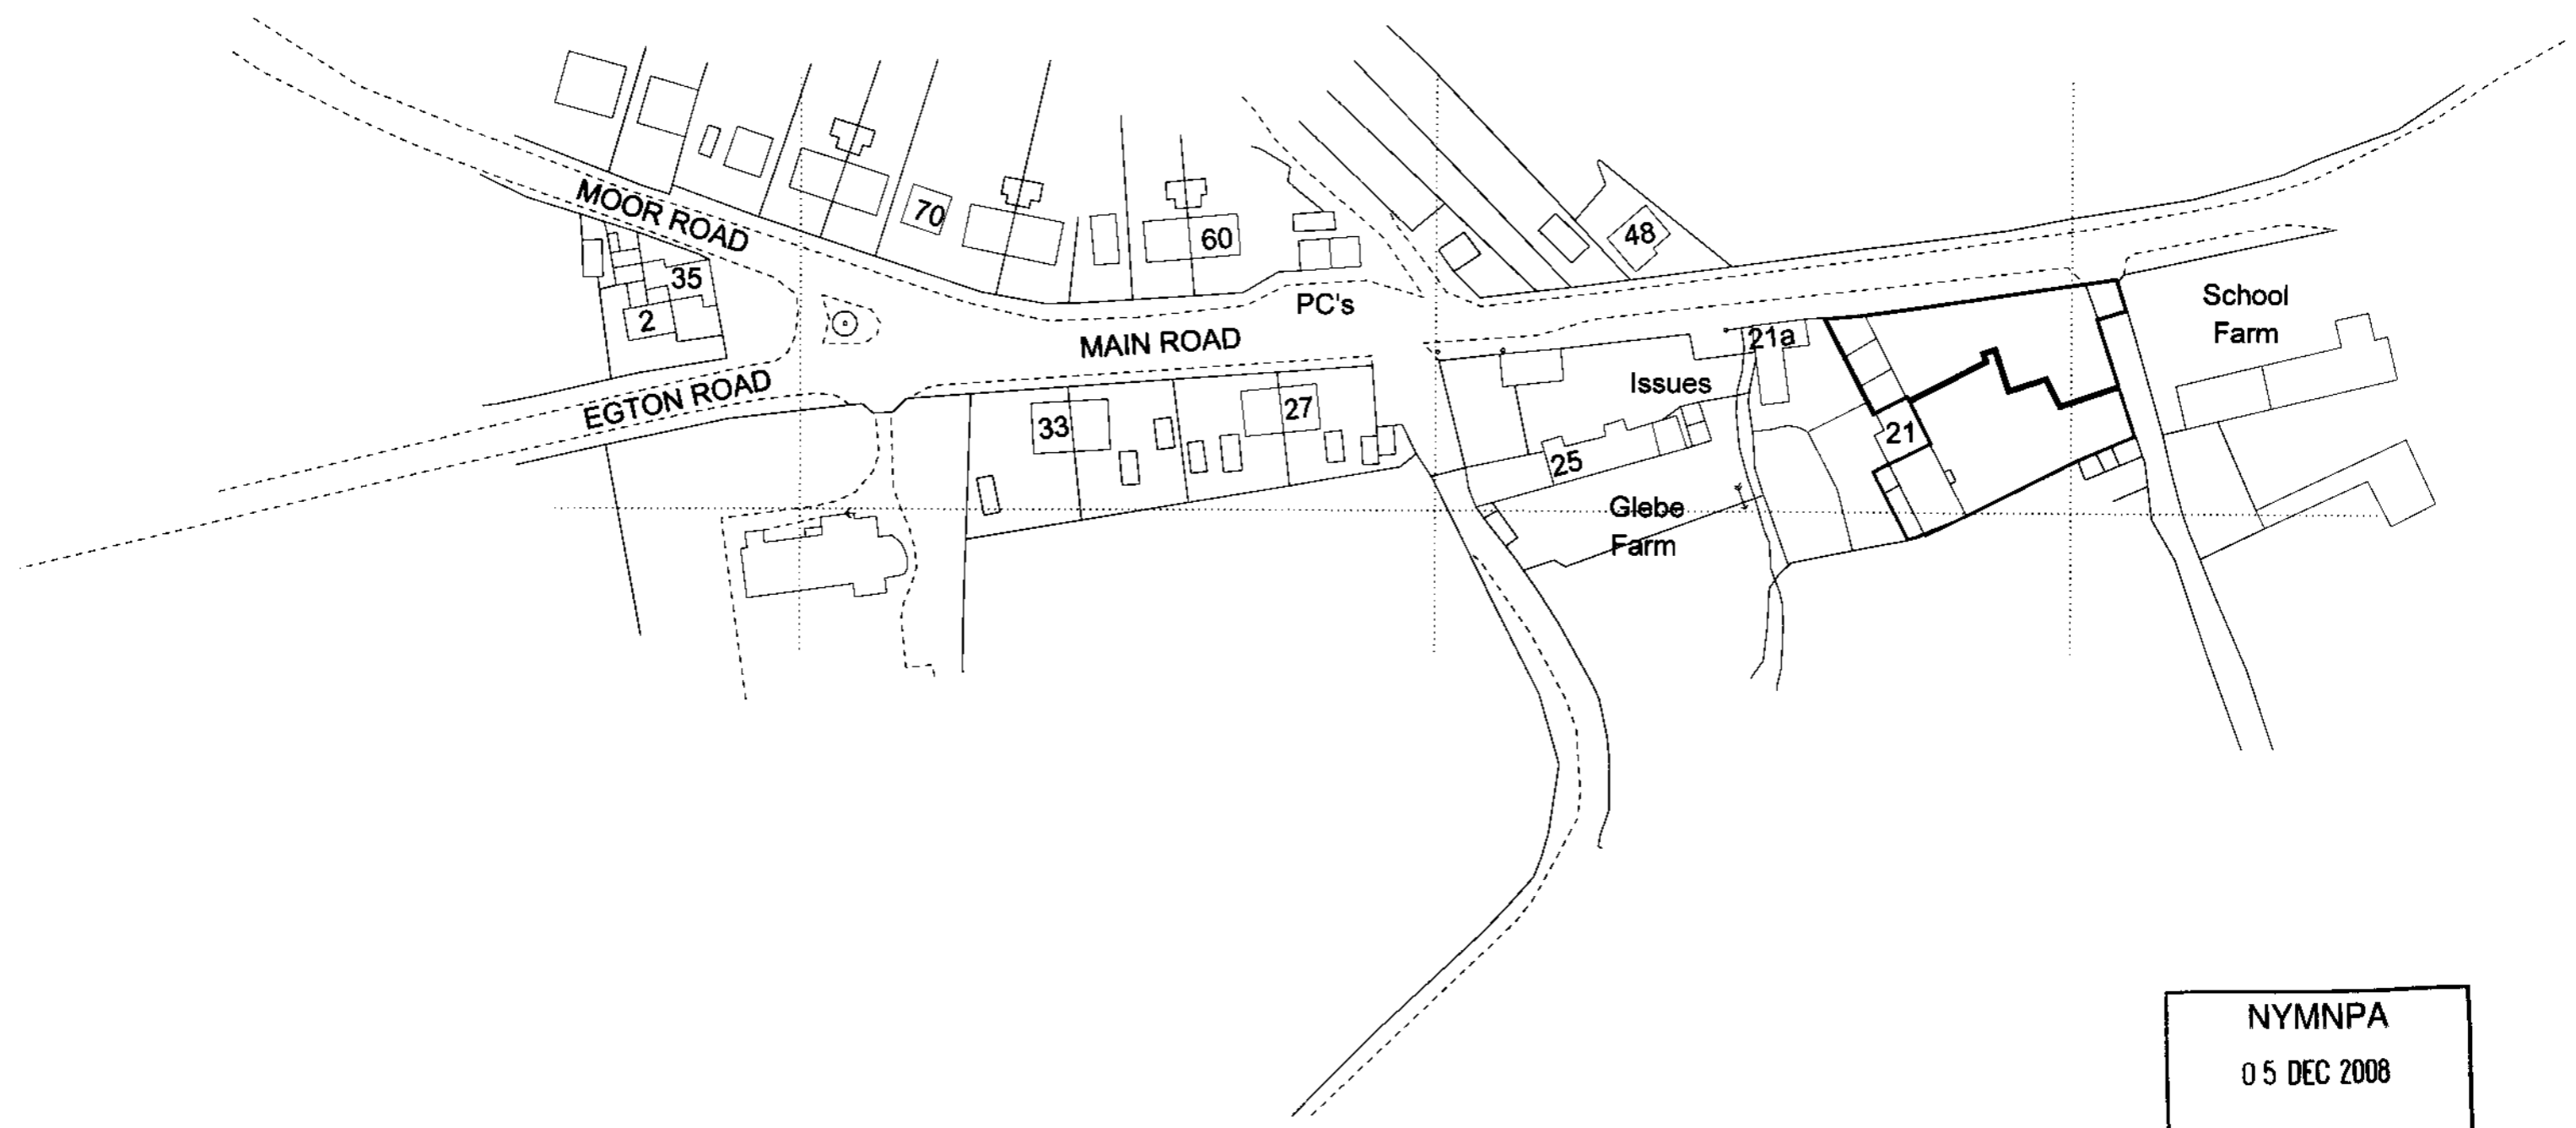 MOOR ROAD
70
60
48
35
2
PC's
MAIN ROAD
21a
School
Farm
EGTON ROAD
Issues
33
27
25
21
Glebe
Farm
NYMNPA
05 DEC 2008